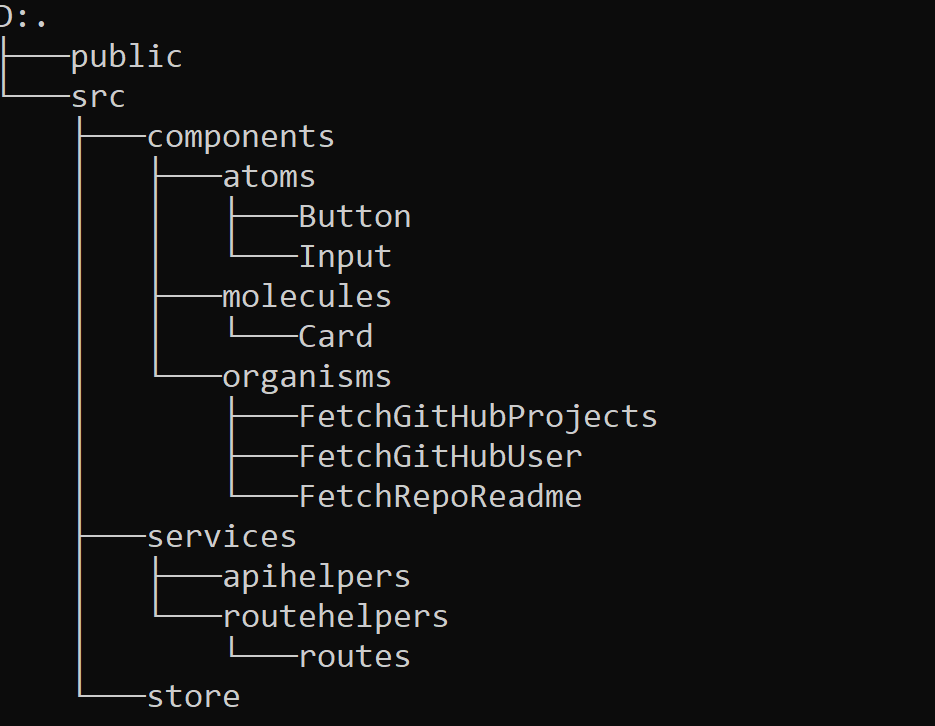 D:.
├───public
└───src
    ├───components
    │   ├───atoms
    │   │   ├───Button
    │   │   └───Input
    │   ├───molecules
    │   │   └───Card
    │   └───organisms
    │       ├───FetchGitHubProjects
    │       ├───FetchGitHubUser
    │       └───FetchRepoReadme
    ├───services
    │   ├───apihelpers
    │   └───routehelpers
    │       └───routes
    └───store